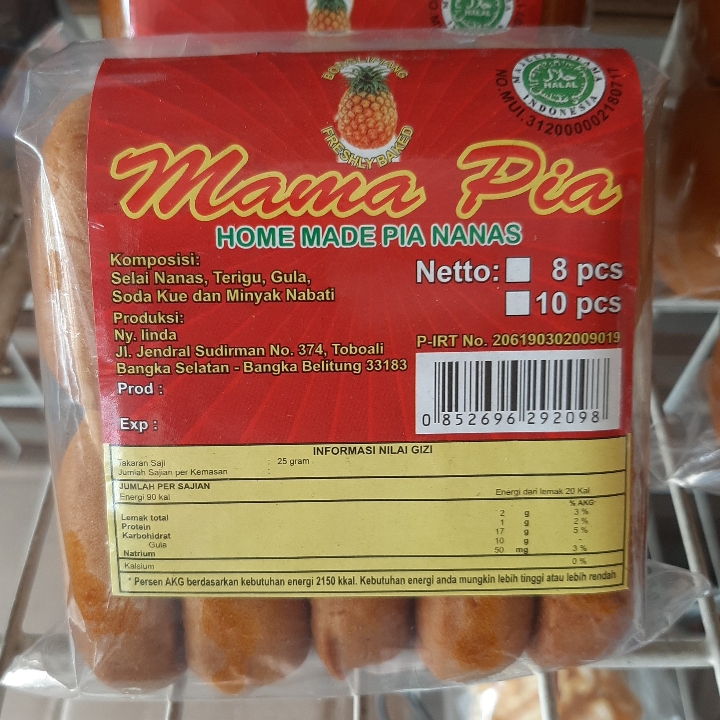 FRESHLY BAKED
MAJELIS ULAMA
HALAL
INDONESIA
NO.MUI.312000002180717
Mama Pia
HOME MADE PIA NANAS
Komposisi:
Selai Nanas, Terigu, Gula,
Soda Kue dan Minyak Nabati
Netto: 8 pcs
10 pcs
Produksi:
Ny. linda
Jl. Jendral Sudirman No. 374, Toboali
Bangka Selatan - Bangka Belitung 33183
P-IRT No. 206190302009019
0 852696 292098
Prod :
Exp :
INFORMASI NILAI GIZI
Takaran Saji : 25 gram
Jumlah Sajian per Kemasan :
JUMLAH PER SAJIAN
Energi 90 kal Energi dari lemak 20 Kal
% AKG
Lemak total 2 g 3 %
Protein 1 g 2 %
Karbohidrat 17 g 5 %
Gula 10 g -
Natrium 50 mg 3 %
Kalsium 0 %
* Persen AKG berdasarkan kebutuhan energi 2150 kkal. Kebutuhan energi anda mungkin lebih tinggi atau lebih rendah